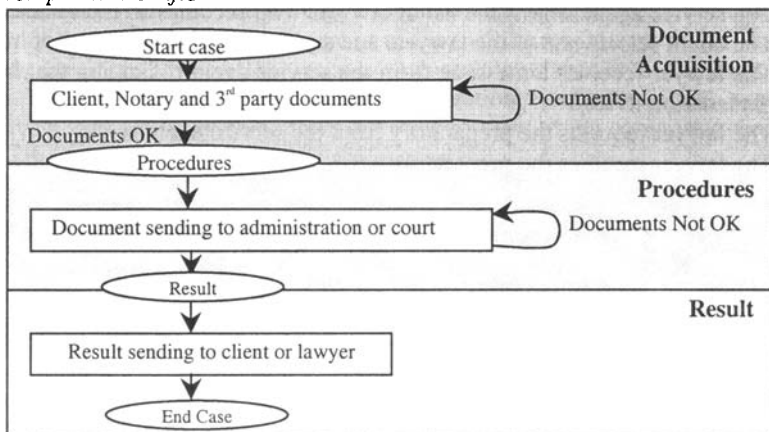 Start case
Document
Acquisition
Client, Notary and 3rd party documents
Documents Not OK
Documents OK
Procedures
Procedures
Document sending to administration or court
Documents Not OK
Result
Result
Result sending to client or lawyer
End Case